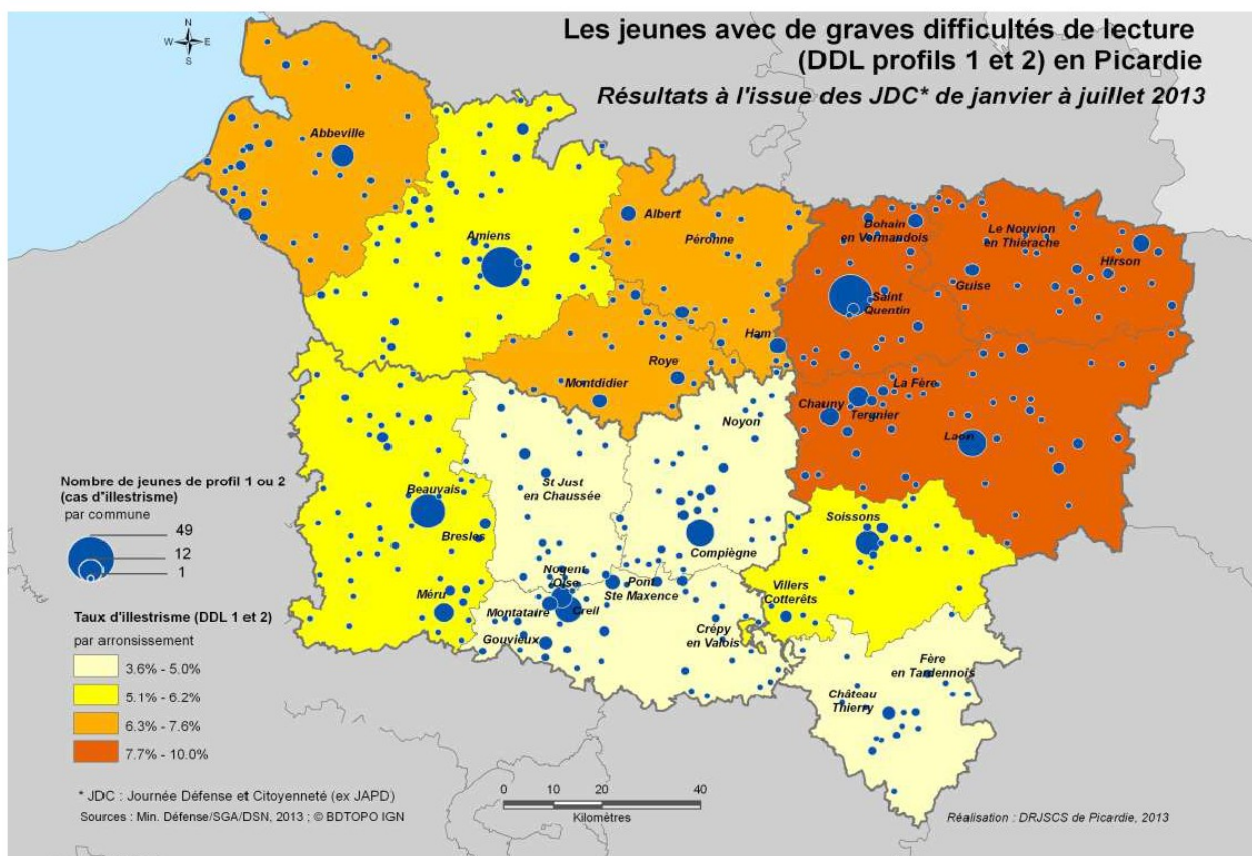 Les jeunes avec de graves difficultés de lecture
(DDL profils 1 et 2) en Picardie
Résultats à l'issue des JDC* de janvier à juillet 2013
N
W E
S
Abbeville
Amiens
Albert
Péronne
Bohain
en Vermandois
Le Nouvion
en Thiérache
Hirson
Guise
Saint
Quentin
Ham
Roye
Montdidier
La Fère
Chauny
Tergnier
Laon
Noyon
St Just
en Chaussée
Beauvais
Bresles
Compiègne
Soissons
Villers
Cotterêts
Nogent
Oise
Pont
Ste Maxence
Méru
Montataire
Creil
Gouvieux
Crépy
en Valois
Fère
en Tardennois
Château
Thierry
Nombre de jeunes de profil 1 ou 2
(cas d'illestrisme)
par commune
49
12
1
Taux d'illestrisme (DDL 1 et 2)
par arronsissement
3.6% - 5.0%
5.1% - 6.2%
6.3% - 7.6%
7.7% - 10.0%
* JDC : Journée Défense et Citoyenneté (ex JAPD)
Sources : Min. Défense/SGA/DSN, 2013 ; © BDTOPO IGN
0 10 20 40
Kilomètres
Réalisation : DRJSCS de Picardie, 2013